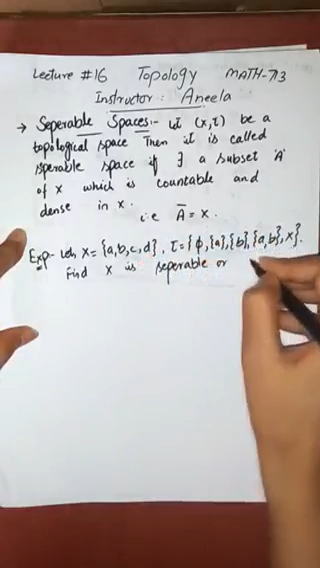 Lecture #16 Topology MATH-713
Instructor: Aneela
→ Seperable Spaces:- Let (X,τ) be a
topological space Then it is called
seperable space if ∃ a subset 'A'
of X which is countable and
dense in X.
i.e A̅ = X.
Exp:- Let X = {a,b,c,d}, τ = {ϕ,{a},{b},{a,b},X}.
Find X is seperable or